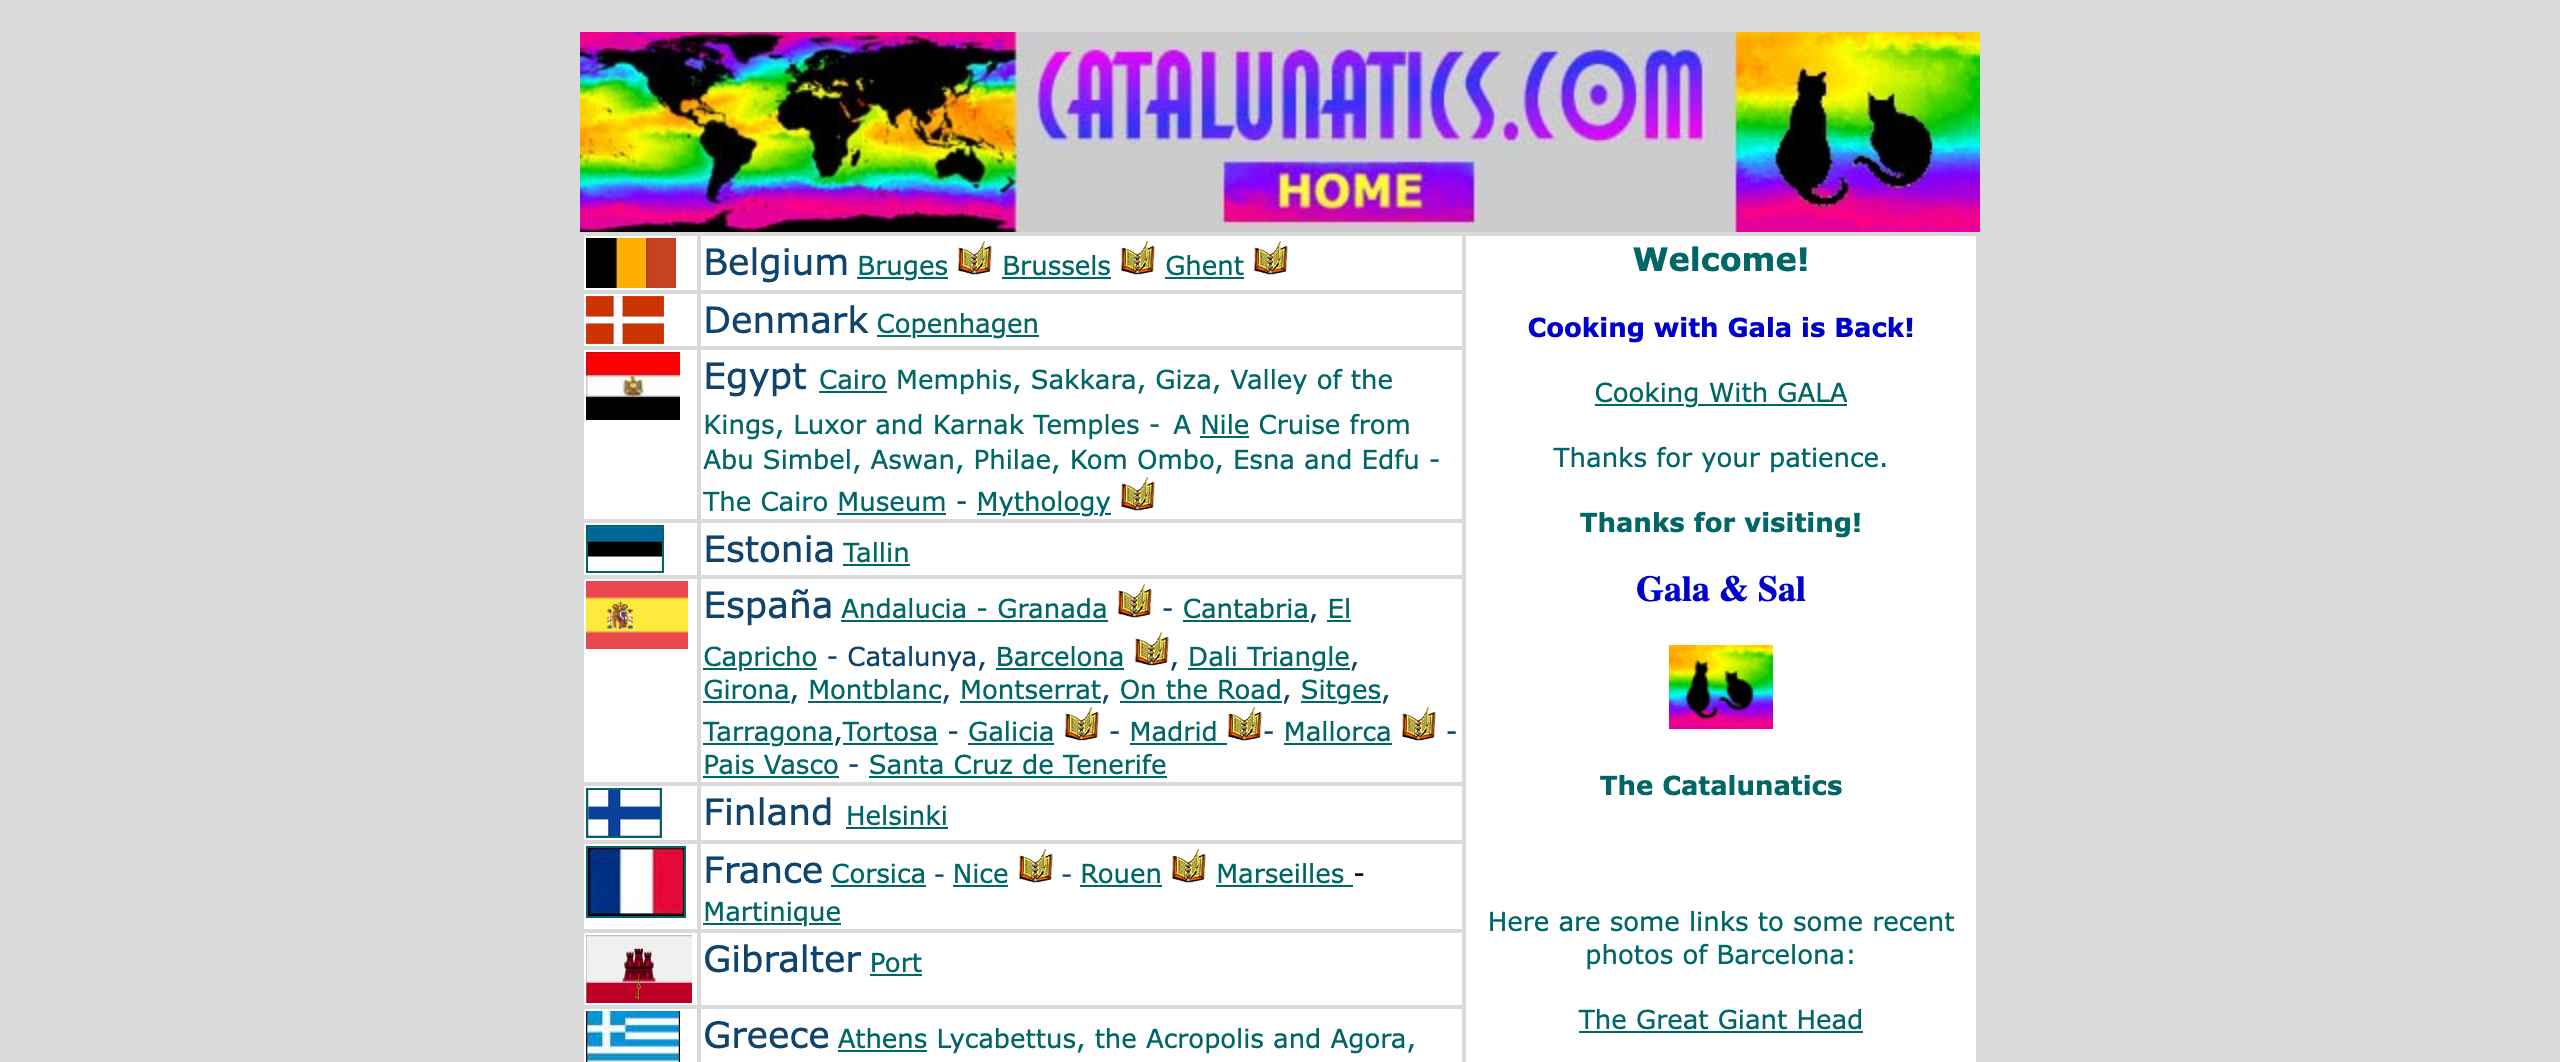 CATALUNATICS.COM
HOME
Belgium Bruges Brussels Ghent
Denmark Copenhagen
Egypt Cairo Memphis, Sakkara, Giza, Valley of the
Kings, Luxor and Karnak Temples - A Nile Cruise from
Abu Simbel, Aswan, Philae, Kom Ombo, Esna and Edfu -
The Cairo Museum - Mythology
Estonia Tallin
España Andalucia - Granada - Cantabria, El
Capricho - Catalunya, Barcelona , Dali Triangle,
Girona, Montblanc, Montserrat, On the Road, Sitges,
Tarragona,Tortosa - Galicia - Madrid - Mallorca -
Pais Vasco - Santa Cruz de Tenerife
Finland Helsinki
France Corsica - Nice - Rouen Marseilles -
Martinique
Gibralter Port
Greece Athens Lycabettus, the Acropolis and Agora,
Welcome!
Cooking with Gala is Back!
Cooking With GALA
Thanks for your patience.
Thanks for visiting!
Gala & Sal
The Catalunatics
Here are some links to some recent
photos of Barcelona:
The Great Giant Head